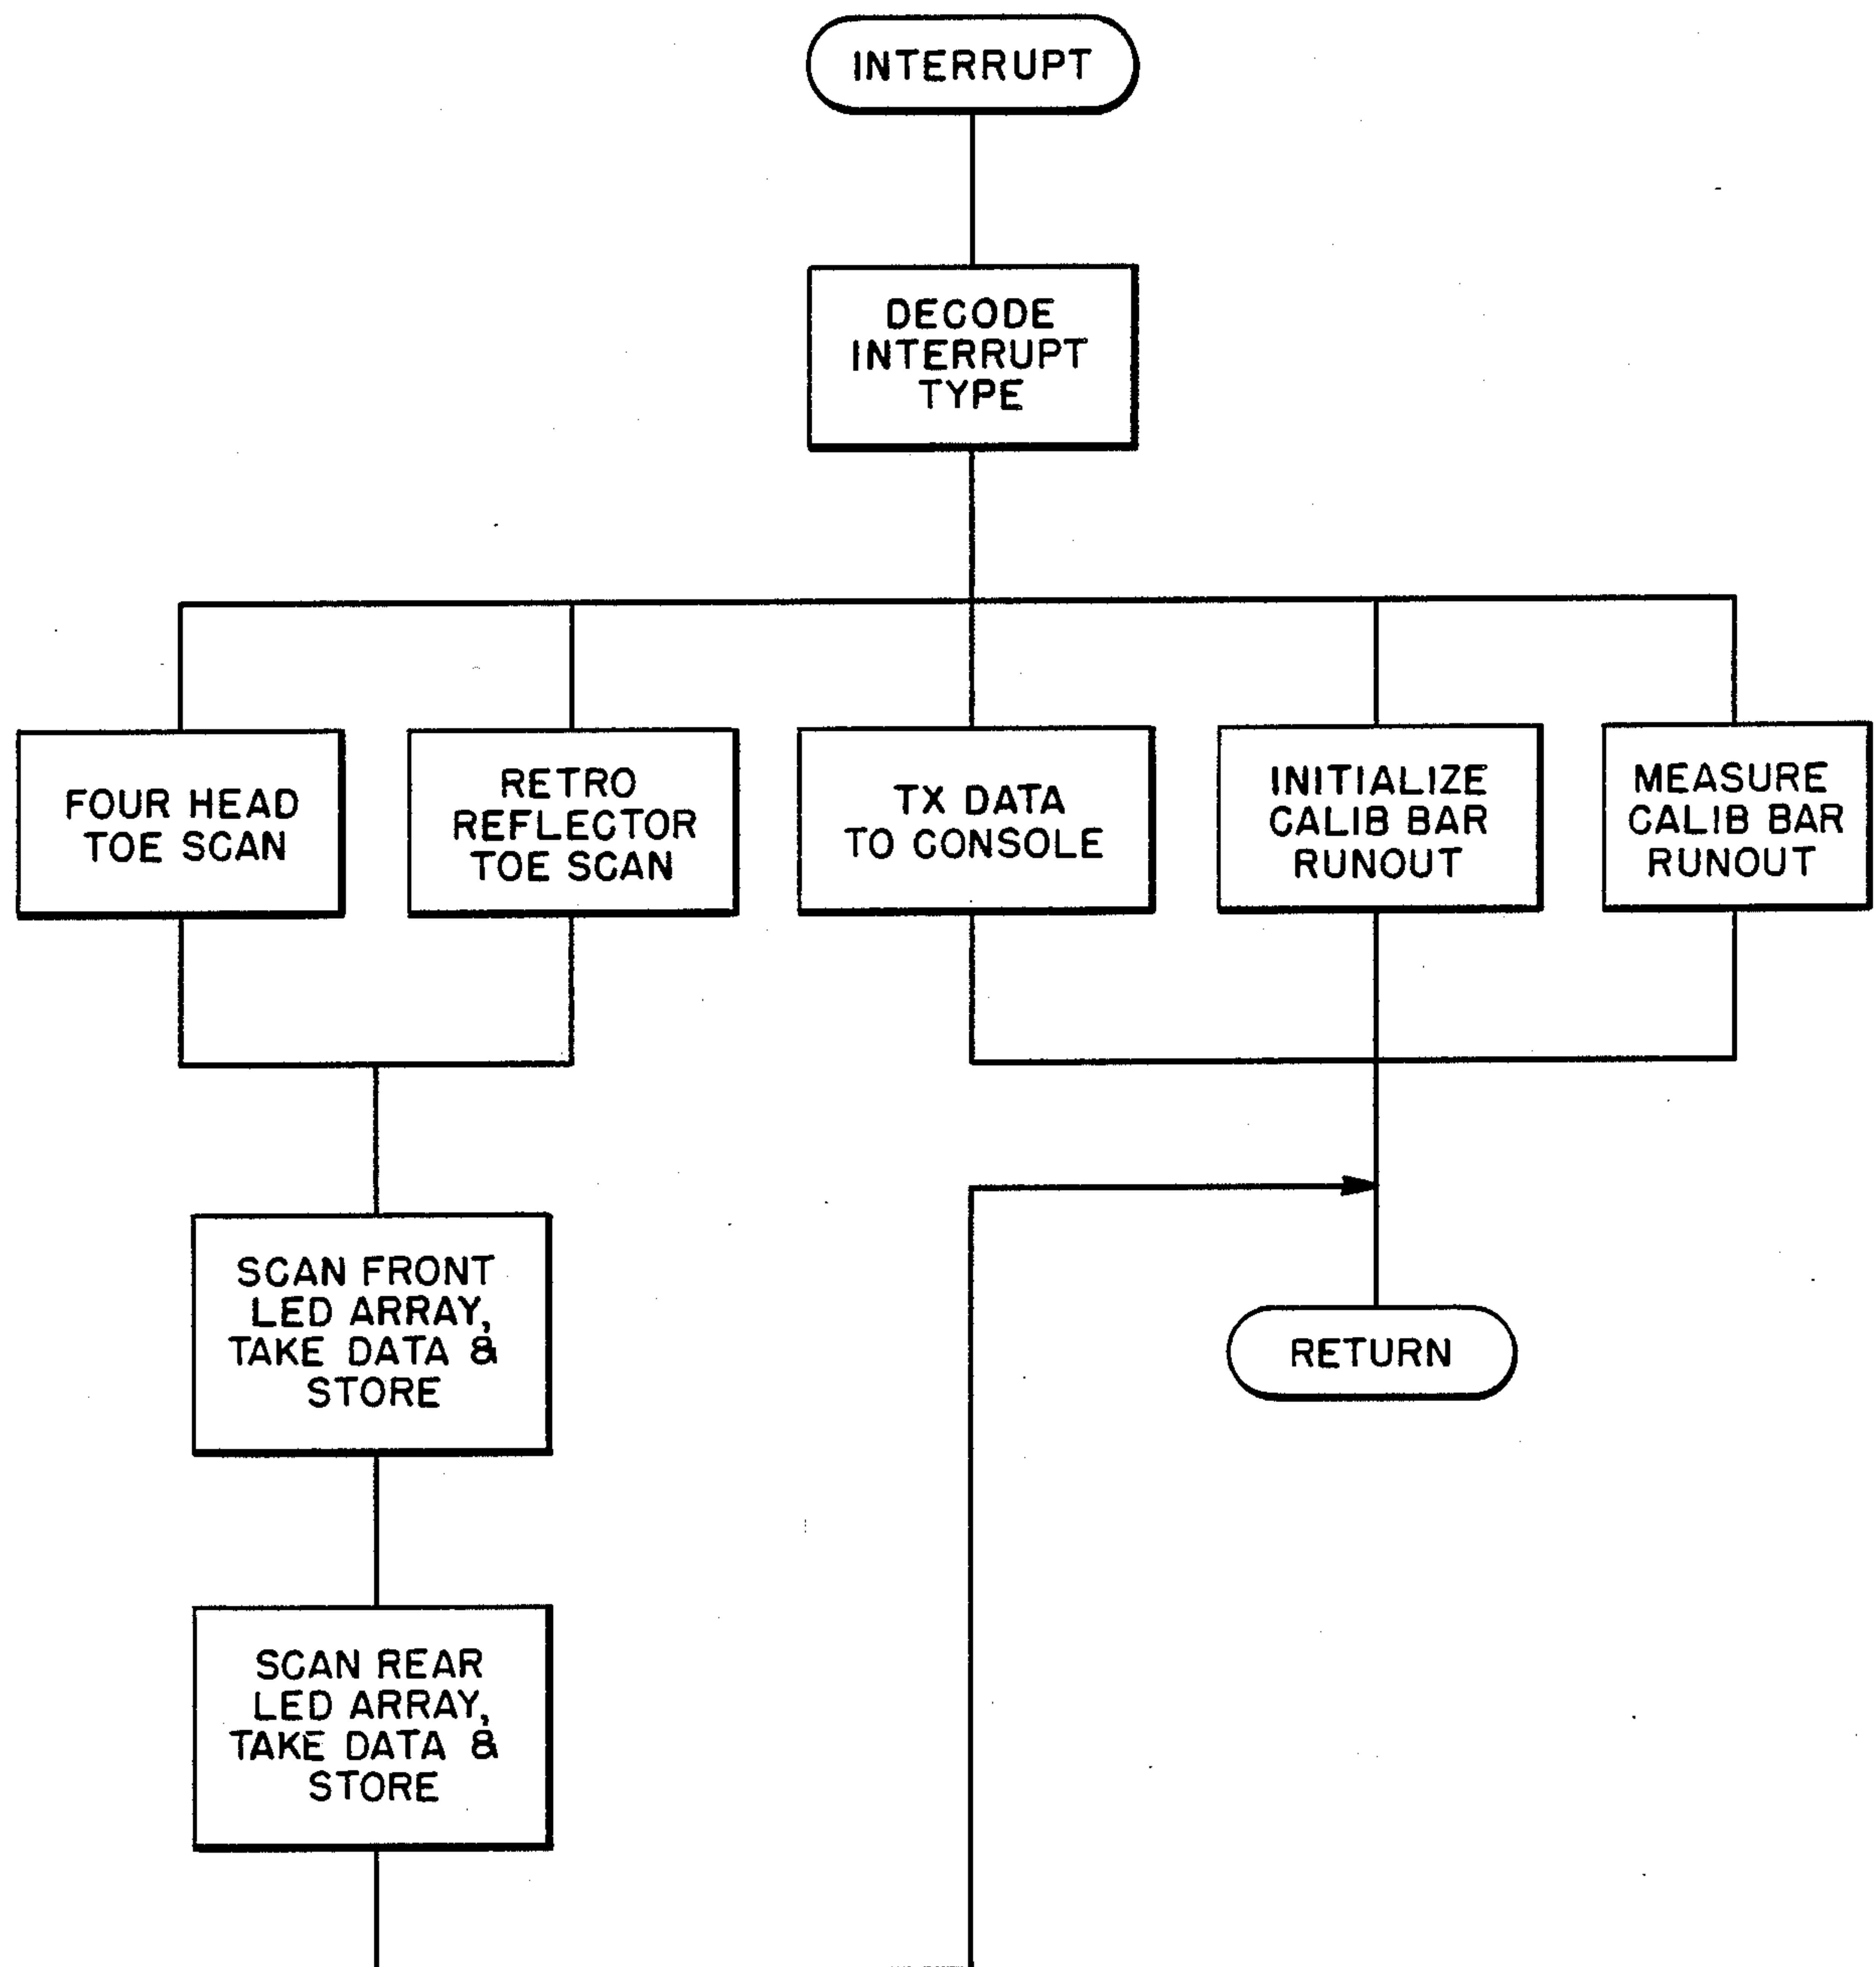 INTERRUPT
DECODE
INTERRUPT
TYPE
FOUR HEAD
TOE SCAN
RETRO
REFLECTOR
TOE SCAN
TX DATA
TO CONSOLE
INITIALIZE
CALIB BAR
RUNOUT
MEASURE
CALIB BAR
RUNOUT
SCAN FRONT
LED ARRAY,
TAKE DATA &
STORE
RETURN
SCAN REAR
LED ARRAY,
TAKE DATA &
STORE